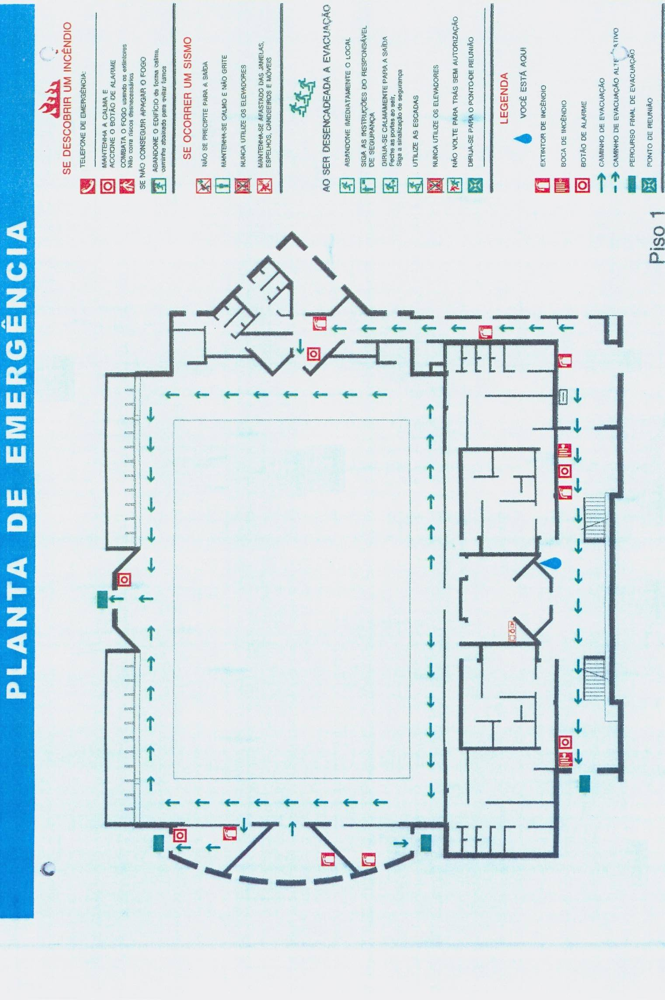 PLANTA DE EMERGÊNCIA
SE DESCOBRIR UM INCÊNDIO
TELEFONE DE EMERGÊNCIA:
MANTENHA A CALMA E
ACCIONE O BOTÃO DE ALARME
COMBATA O FOGO usando os extintores
Não corra riscos desnecessários
SE NÃO CONSEGUIR APAGAR O FOGO
ABANDONE O EDIFÍCIO de forma calma,
caminhe abaixado para evitar fumos
SE OCORRER UM SISMO
NÃO SE PRECIPITE PARA A SAÍDA
MANTENHA-SE CALMO E NÃO GRITE
NUNCA UTILIZE OS ELEVADORES
MANTENHA-SE AFASTADO DAS JANELAS,
ESPELHOS, CANDEEIROS E MÓVEIS
AO SER DESENCADEADA A EVACUAÇÃO
ABANDONE IMEDIATAMENTE O LOCAL
SIGA AS INSTRUÇÕES DO RESPONSÁVEL
DE SEGURANÇA
DIRIJA-SE CALMAMENTE PARA A SAÍDA
Feche as portas ao sair,
Siga a sinalização de segurança
UTILIZE AS ESCADAS
NUNCA UTILIZE OS ELEVADORES
NÃO VOLTE PARA TRÁS SEM AUTORIZAÇÃO
DIRIJA-SE PARA O PONTO DE REUNIÃO
LEGENDA
VOCÊ ESTÁ AQUI
EXTINTOR DE INCÊNDIO
BOCA DE INCÊNDIO
BOTÃO DE ALARME
CAMINHO DE EVACUAÇÃO
CAMINHO DE EVACUAÇÃO
PERCURSO FINAL DE EVACUAÇÃO
PONTO DE REUNIÃO
Piso 1